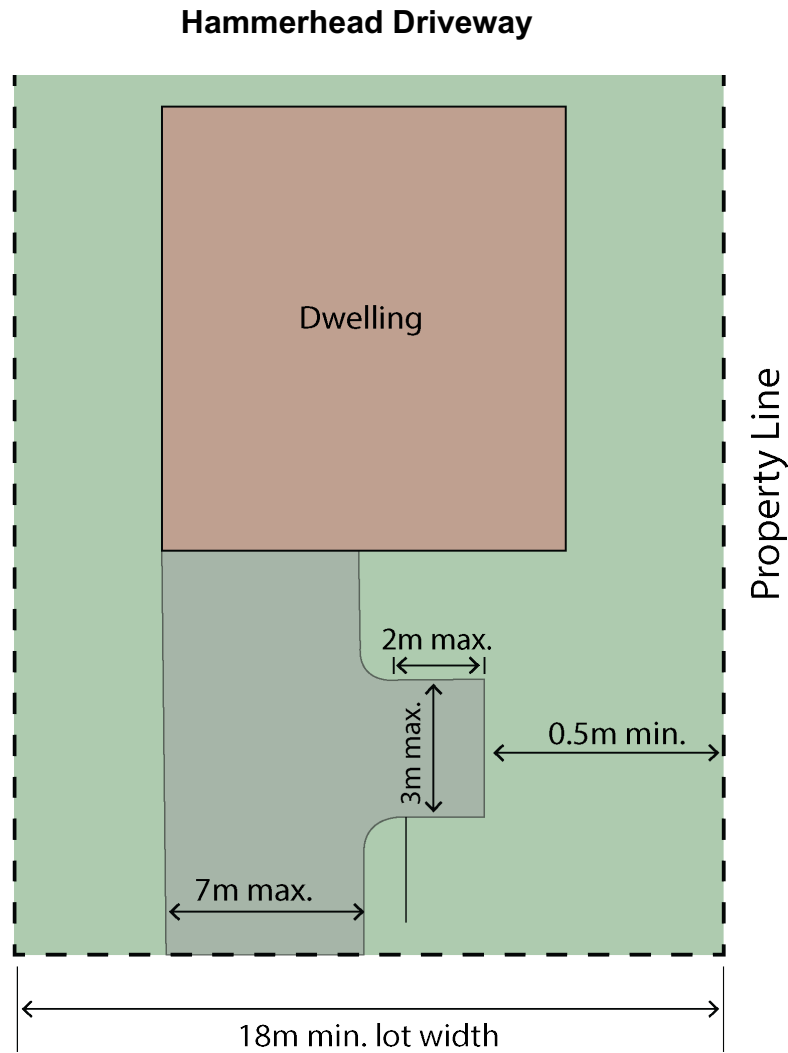 Hammerhead Driveway
Dwelling
Property Line
2m max.
3m max.
0.5m min.
7m max.
18m min. lot width